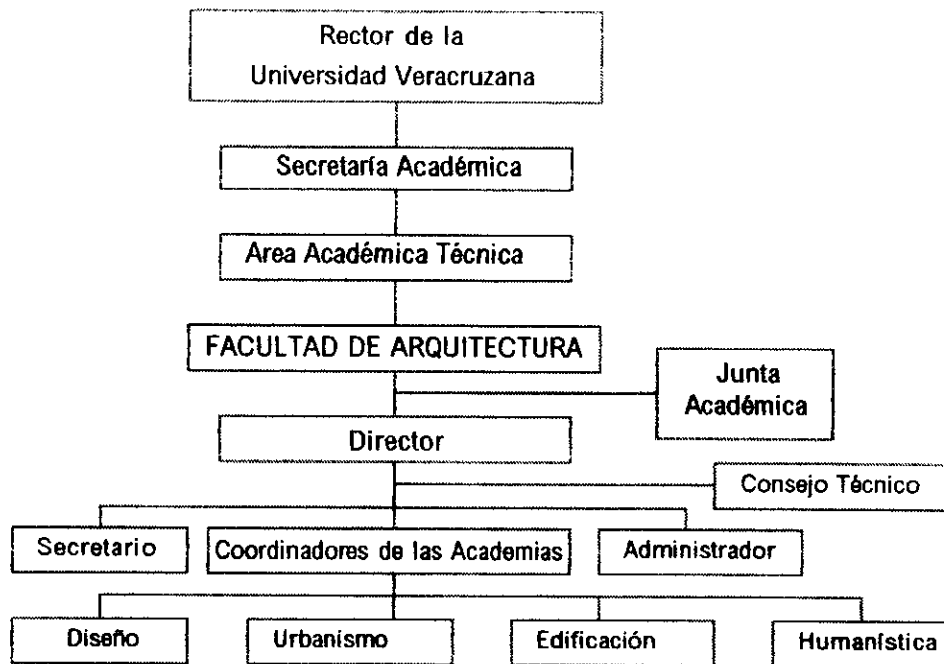 Rector de la
Universidad Veracruzana
Secretaría Académica
Area Académica Técnica
FACULTAD DE ARQUITECTURA
Junta
Académica
Director
Consejo Técnico
Secretario
Coordinadores de las Academias
Administrador
Diseño
Urbanismo
Edificación
Humanística